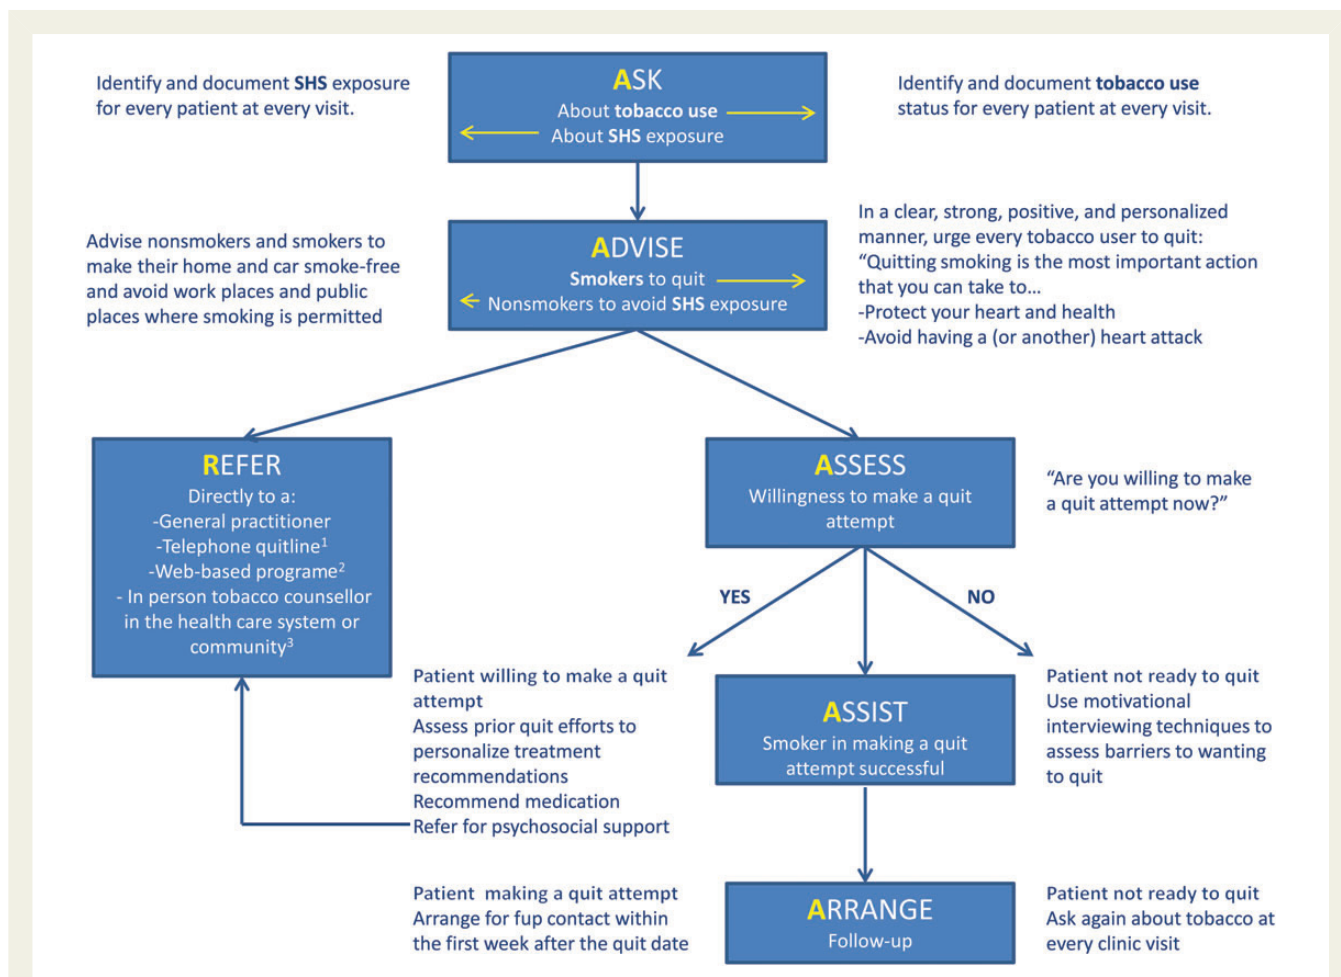 Identify and document SHS exposure
for every patient at every visit.
ASK
About tobacco use
About SHS exposure
Identify and document tobacco use
status for every patient at every visit.
Advise nonsmokers and smokers to
make their home and car smoke-free
and avoid work places and public
places where smoking is permitted
ADVISE
Smokers to quit
Nonsmokers to avoid SHS exposure
In a clear, strong, positive, and personalized
manner, urge every tobacco user to quit:
“Quitting smoking is the most important action
that you can take to...
-Protect your heart and health
-Avoid having a (or another) heart attack
REFER
Directly to a:
-General practitioner
-Telephone quitline¹
-Web-based programe²
- In person tobacco counsellor
in the health care system or
community³
ASSESS
Willingness to make a quit
attempt
“Are you willing to make
a quit attempt now?”
YES
NO
Patient willing to make a quit
attempt
Assess prior quit efforts to
personalize treatment
recommendations
Recommend medication
Refer for psychosocial support
ASSIST
Smoker in making a quit
attempt successful
Patient not ready to quit
Use motivational
interviewing techniques to
assess barriers to wanting
to quit
Patient  making a quit attempt
Arrange for fup contact within
the first week after the quit date
ARRANGE
Follow-up
Patient not ready to quit
Ask again about tobacco at
every clinic visit